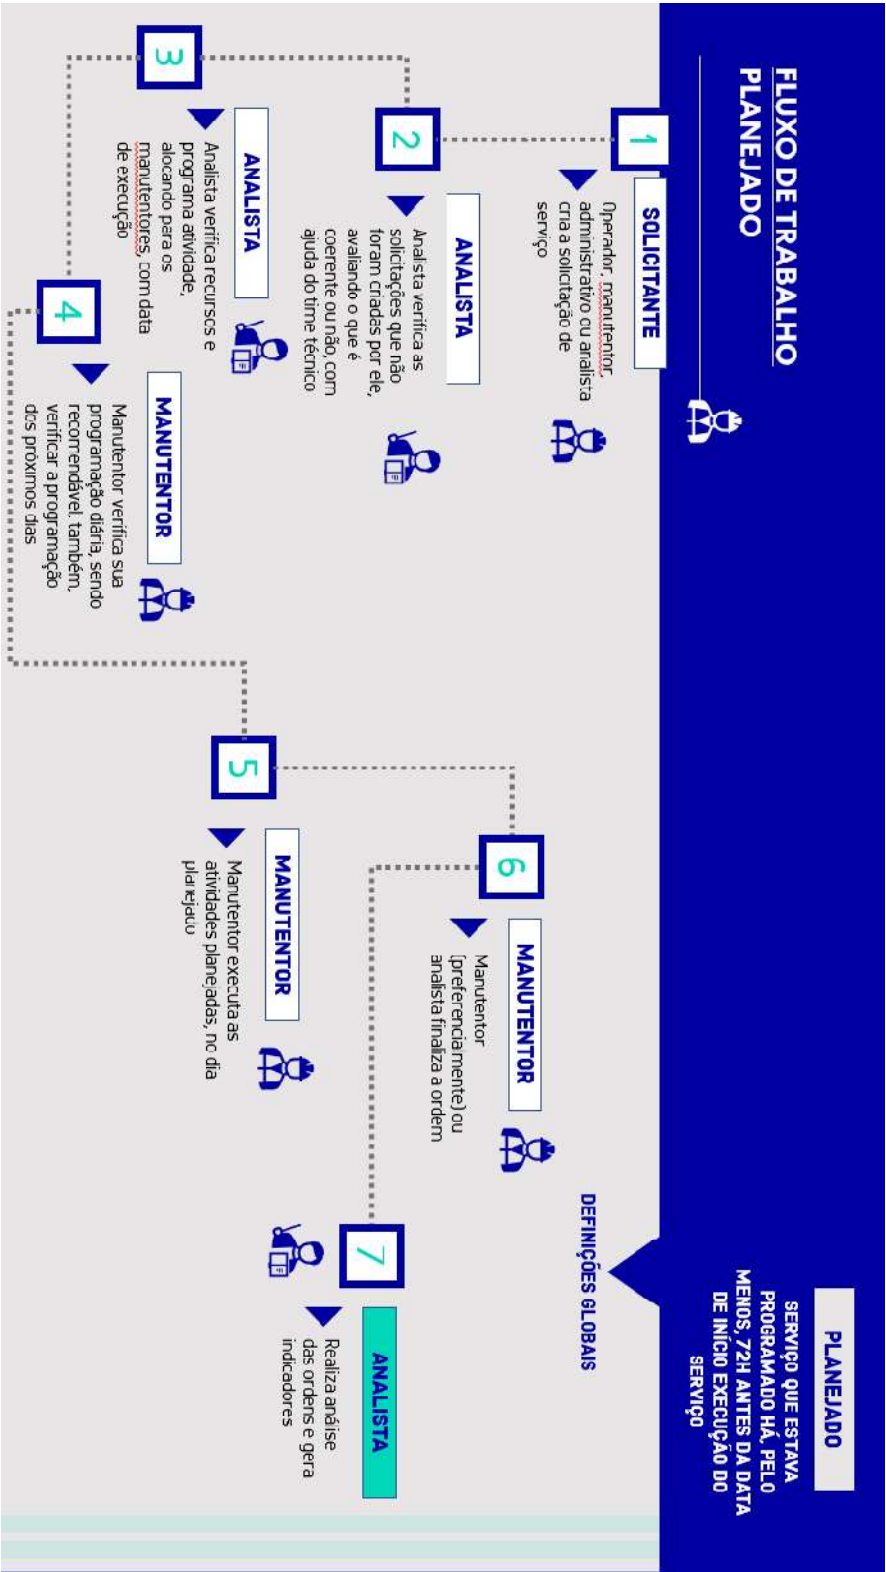 FLUXO DE TRABALHO
PLANEJADO
PLANEJADO
SERVIÇO QUE ESTAVA
PROGRAMADO HÁ, PELO
MENOS, 72H ANTES DA DATA
DE INÍCIO EXECUÇÃO DO
SERVIÇO
DEFINIÇÕES GLOBAIS
1
SOLICITANTE
Operador, manutentor,
administrativo ou analista
cria a solicitação de
serviço
2
ANALISTA
Analista verifica as
solicitações que não
foram criadas por ele,
avaliando o que é
coerente ou não, com
ajuda do time técnico
3
ANALISTA
Analista verifica recursos e
programa atividade,
alocando para os
manutentores, com data
de execução
4
MANUTENTOR
Manutentor verifica sua
programação diária, sendo
recomendável, também,
verificar a programação
dos próximos dias
5
MANUTENTOR
Manutentor executa as
atividades planejadas, no dia
planejado
6
MANUTENTOR
Manutentor
(preferencialmente) ou
analista finaliza a ordem
7
ANALISTA
Realiza análise
das ordens e gera
indicadores